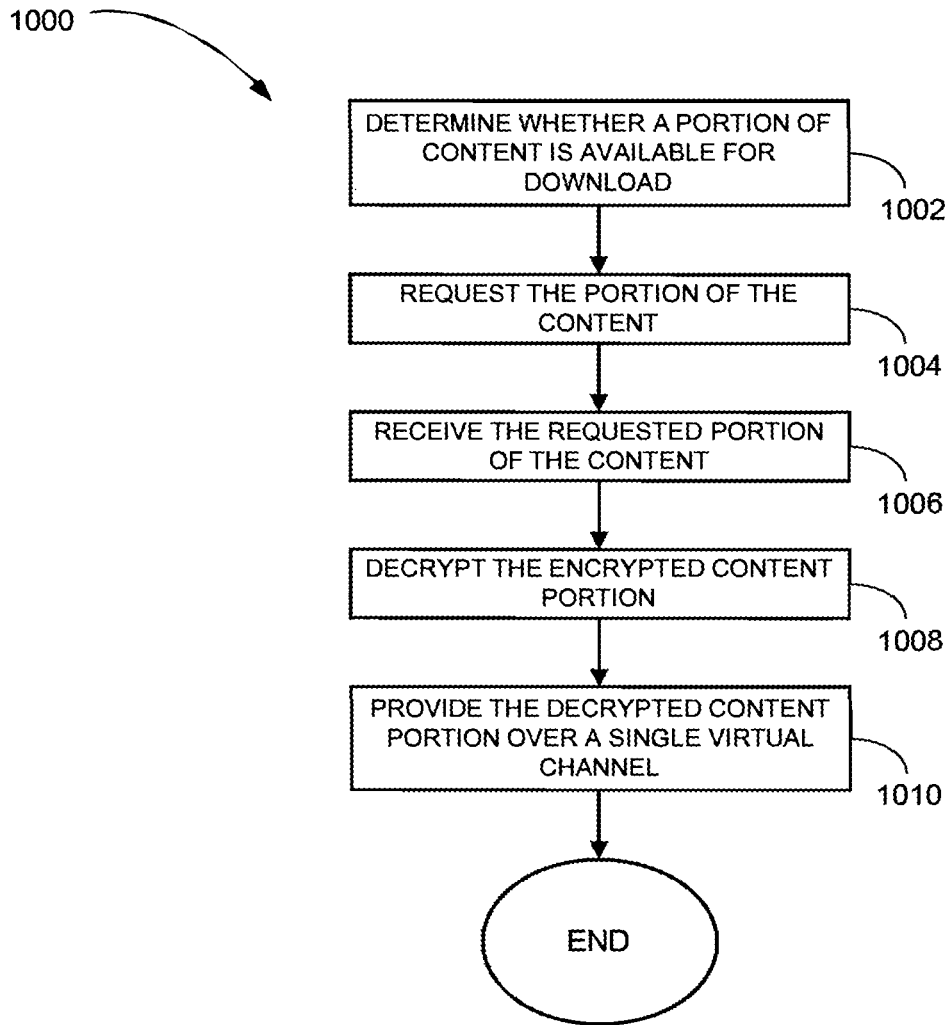 1000
DETERMINE WHETHER A PORTION OF
CONTENT IS AVAILABLE FOR
DOWNLOAD
1002
REQUEST THE PORTION OF THE
CONTENT
1004
RECEIVE THE REQUESTED PORTION
OF THE CONTENT
1006
DECRYPT THE ENCRYPTED CONTENT
PORTION
1008
PROVIDE THE DECRYPTED CONTENT
PORTION OVER A SINGLE VIRTUAL
CHANNEL
1010
END